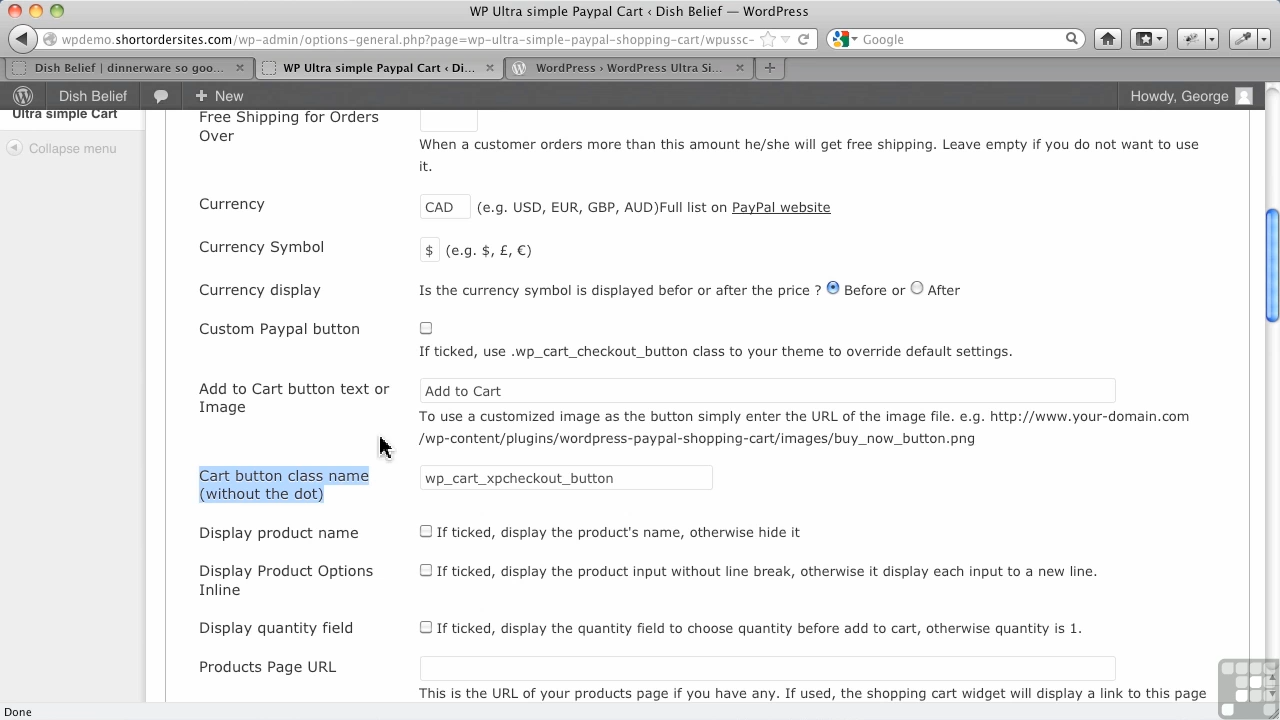 WP Ultra simple Paypal Cart ‹ Dish Belief — WordPress
wpdemo.shortordersites.com/wp-admin/options-general.php?page=wp-ultra-simple-paypal-shopping-cart/wpussc-
Google
Dish Belief | dinnerware so goo...
WP Ultra simple Paypal Cart ‹ Di...
WordPress › WordPress Ultra Si...
Dish Belief
New
Howdy, George
Ultra simple Cart
Collapse menu
Free Shipping for Orders
Over
When a customer orders more than this amount he/she will get free shipping. Leave empty if you do not want to use
it.
Currency
CAD (e.g. USD, EUR, GBP, AUD)Full list on PayPal website
Currency Symbol
$ (e.g. $, £, €)
Currency display
Is the currency symbol is displayed befor or after the price ? Before or After
Custom Paypal button
If ticked, use .wp_cart_checkout_button class to your theme to override default settings.
Add to Cart button text or
Image
Add to Cart
To use a customized image as the button simply enter the URL of the image file. e.g. http://www.your-domain.com
/wp-content/plugins/wordpress-paypal-shopping-cart/images/buy_now_button.png
Cart button class name
(without the dot)
wp_cart_xpcheckout_button
Display product name
If ticked, display the product's name, otherwise hide it
Display Product Options
Inline
If ticked, display the product input without line break, otherwise it display each input to a new line.
Display quantity field
If ticked, display the quantity field to choose quantity before add to cart, otherwise quantity is 1.
Products Page URL
This is the URL of your products page if you have any. If used, the shopping cart widget will display a link to this page
Done